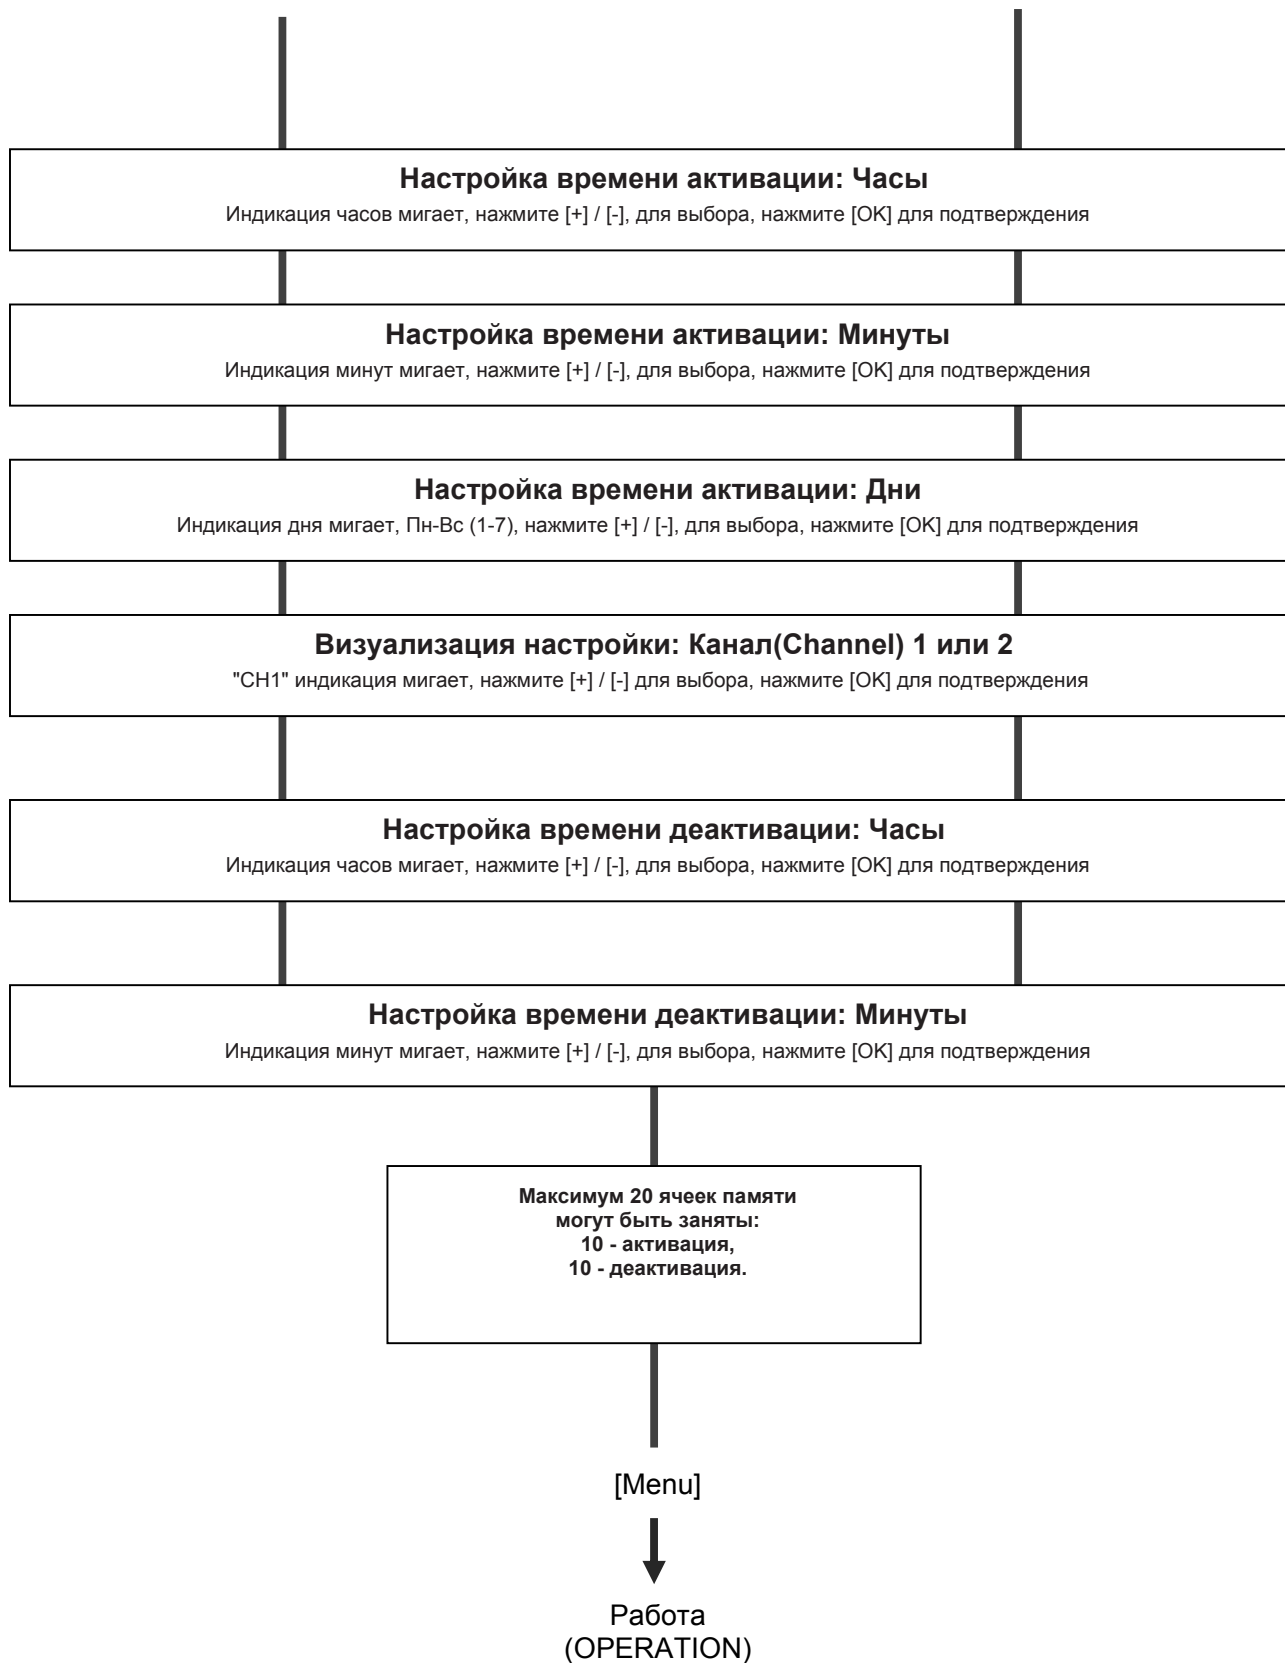 Настройка времени активации: Часы
Индикация часов мигает, нажмите [+] / [-], для выбора, нажмите [OK] для подтверждения
Настройка времени активации: Минуты
Индикация минут мигает, нажмите [+] / [-], для выбора, нажмите [OK] для подтверждения
Настройка времени активации: Дни
Индикация дня мигает, Пн-Вс (1-7), нажмите [+] / [-], для выбора, нажмите [OK] для подтверждения
Визуализация настройки: Канал(Channel) 1 или 2
"CH1" индикация мигает, нажмите [+] / [-] для выбора, нажмите [OK] для подтверждения
Настройка времени деактивации: Часы
Индикация часов мигает, нажмите [+] / [-], для выбора, нажмите [OK] для подтверждения
Настройка времени деактивации: Минуты
Индикация минут мигает, нажмите [+] / [-], для выбора, нажмите [OK] для подтверждения
Максимум 20 ячеек памяти
могут быть заняты:
10 - активация,
10 - деактивация.
[Menu]
Работа
(OPERATION)